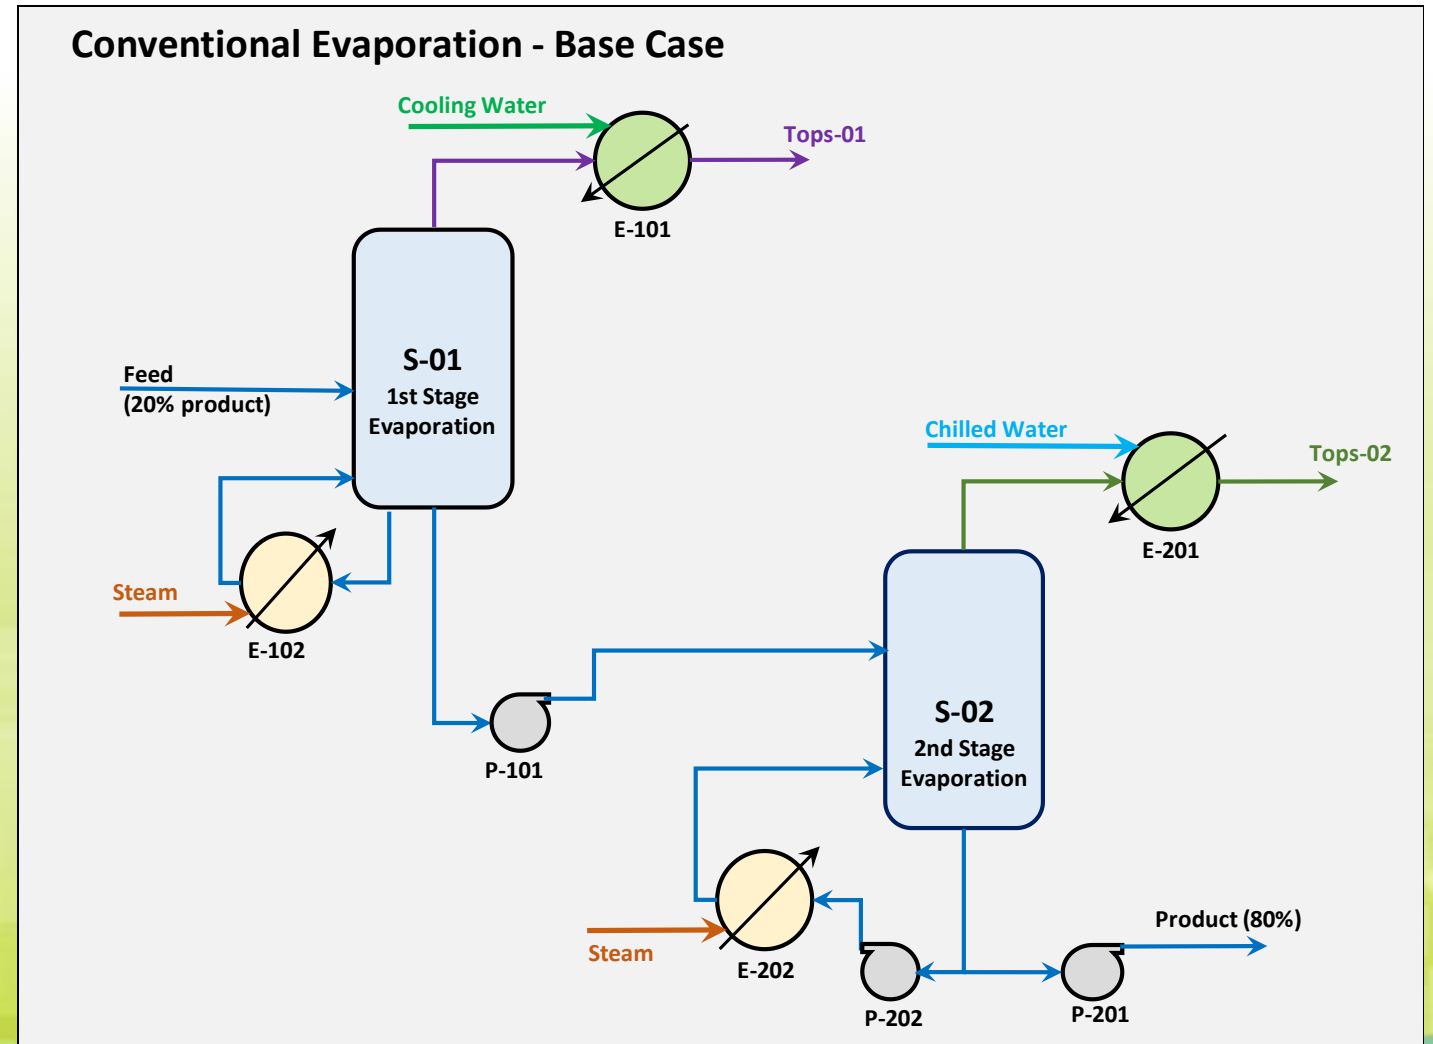 Conventional Evaporation - Base Case
Cooling Water
Tops-01
E-101
S-01
1st Stage
Evaporation
Feed
(20% product)
Steam
E-102
P-101
Chilled Water
Tops-02
E-201
S-02
2nd Stage
Evaporation
Steam
E-202
P-202
P-201
Product (80%)